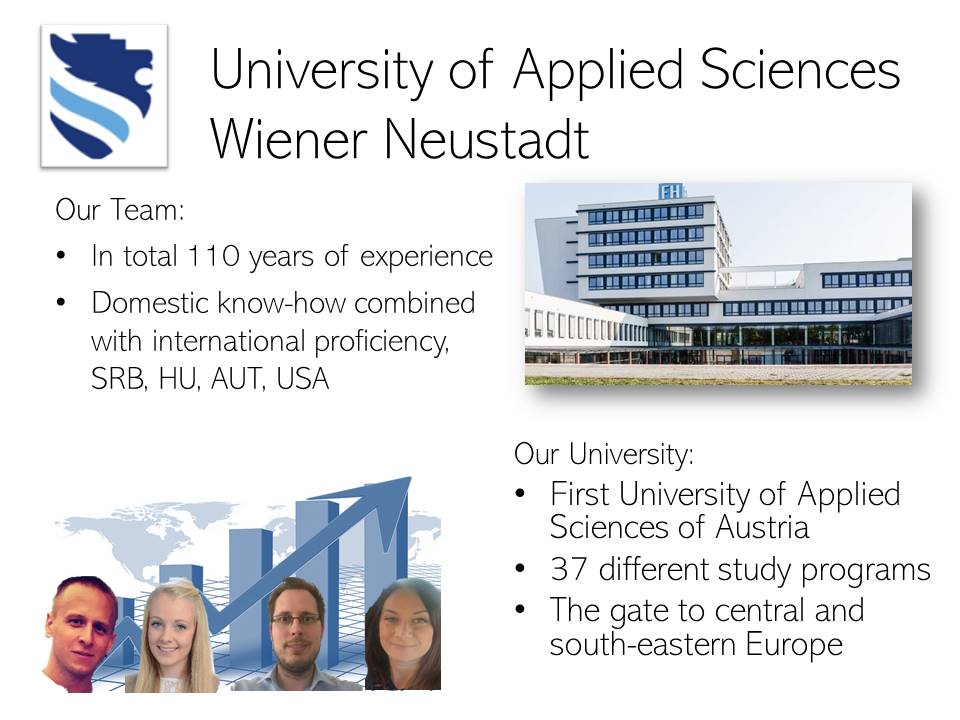 University of Applied Sciences
Wiener Neustadt
Our Team:
• In total 110 years of experience
• Domestic know-how combined
with international proficiency,
SRB, HU, AUT, USA
FH
Our University:
• First University of Applied
Sciences of Austria
• 37 different study programs
• The gate to central and
south-eastern Europe